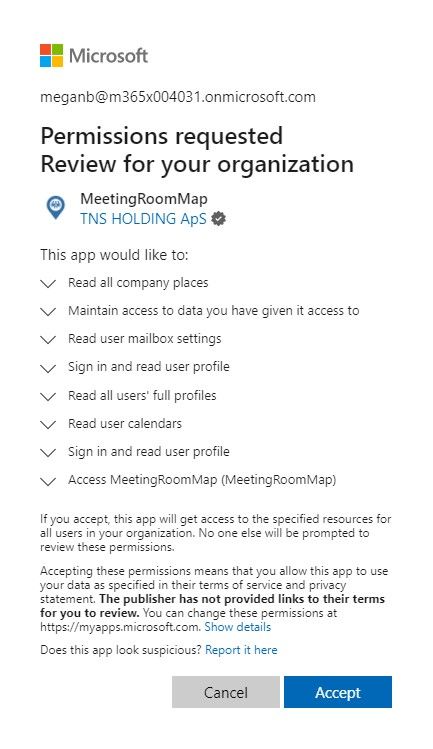 Microsoft
meganb@m365x004031.onmicrosoft.com
Permissions requested
Review for your organization
MeetingRoomMap
TNS HOLDING ApS
This app would like to:
Read all company places
Maintain access to data you have given it access to
Read user mailbox settings
Sign in and read user profile
Read all users' full profiles
Read user calendars
Sign in and read user profile
Access MeetingRoomMap (MeetingRoomMap)
If you accept, this app will get access to the specified resources for
all users in your organization. No one else will be prompted to
review these permissions.
Accepting these permissions means that you allow this app to use
your data as specified in their terms of service and privacy
statement. The publisher has not provided links to their terms
for you to review. You can change these permissions at
https://myapps.microsoft.com. Show details
Does this app look suspicious? Report it here
Cancel Accept